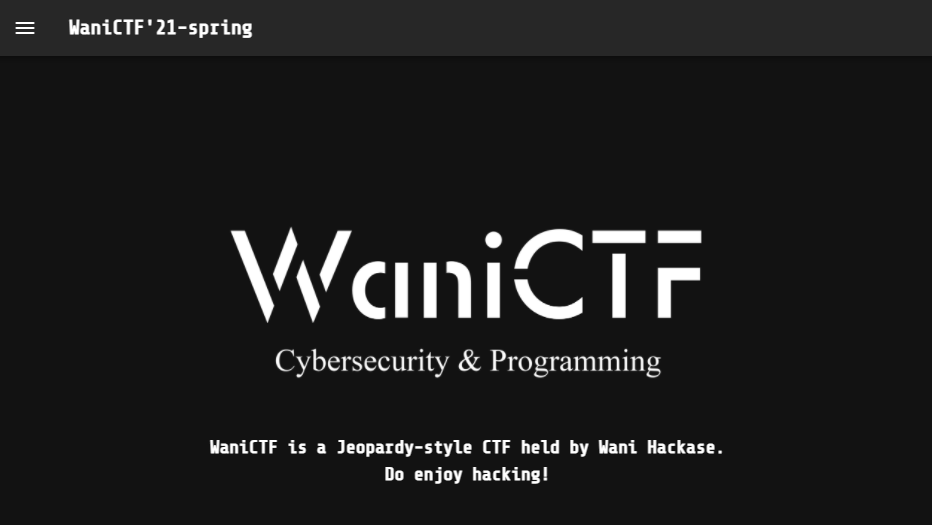 WaniCTF'21-spring
WaniCTF
Cybersecurity & Programming
WaniCTF is a Jeopardy-style CTF held by Wani Hackase.
Do enjoy hacking!